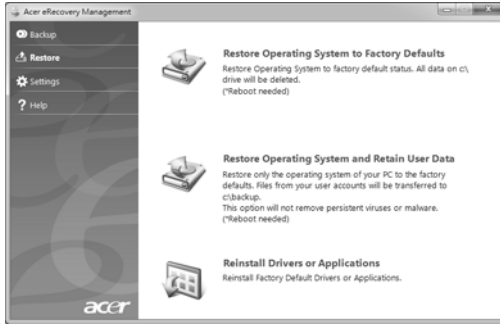 Acer eRecovery Management
Backup
Restore
Settings
? Help
Restore Operating System to Factory Defaults
Restore Operating System to factory default status. All data on c:\
drive will be deleted.
(*Reboot needed)
Restore Operating System and Retain User Data
Restore only the operating system of your PC to the factory
defaults. Files from your user accounts will be transferred to
c:\backup.
This option will not remove persistent viruses or malware.
(*Reboot needed)
Reinstall Drivers or Applications
Reinstall Factory Default Drivers or Applications.
acer